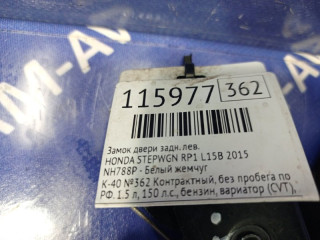 115977 362
Замок двери задн. лев.
HONDA STEPWGN RP1 L15B 2015
NH788P - Белый жемчуг
К-40 №362 Контрактный, без пробега по
РФ. 1.5 л, 150 л.с., бензин, вариатор (CVT).